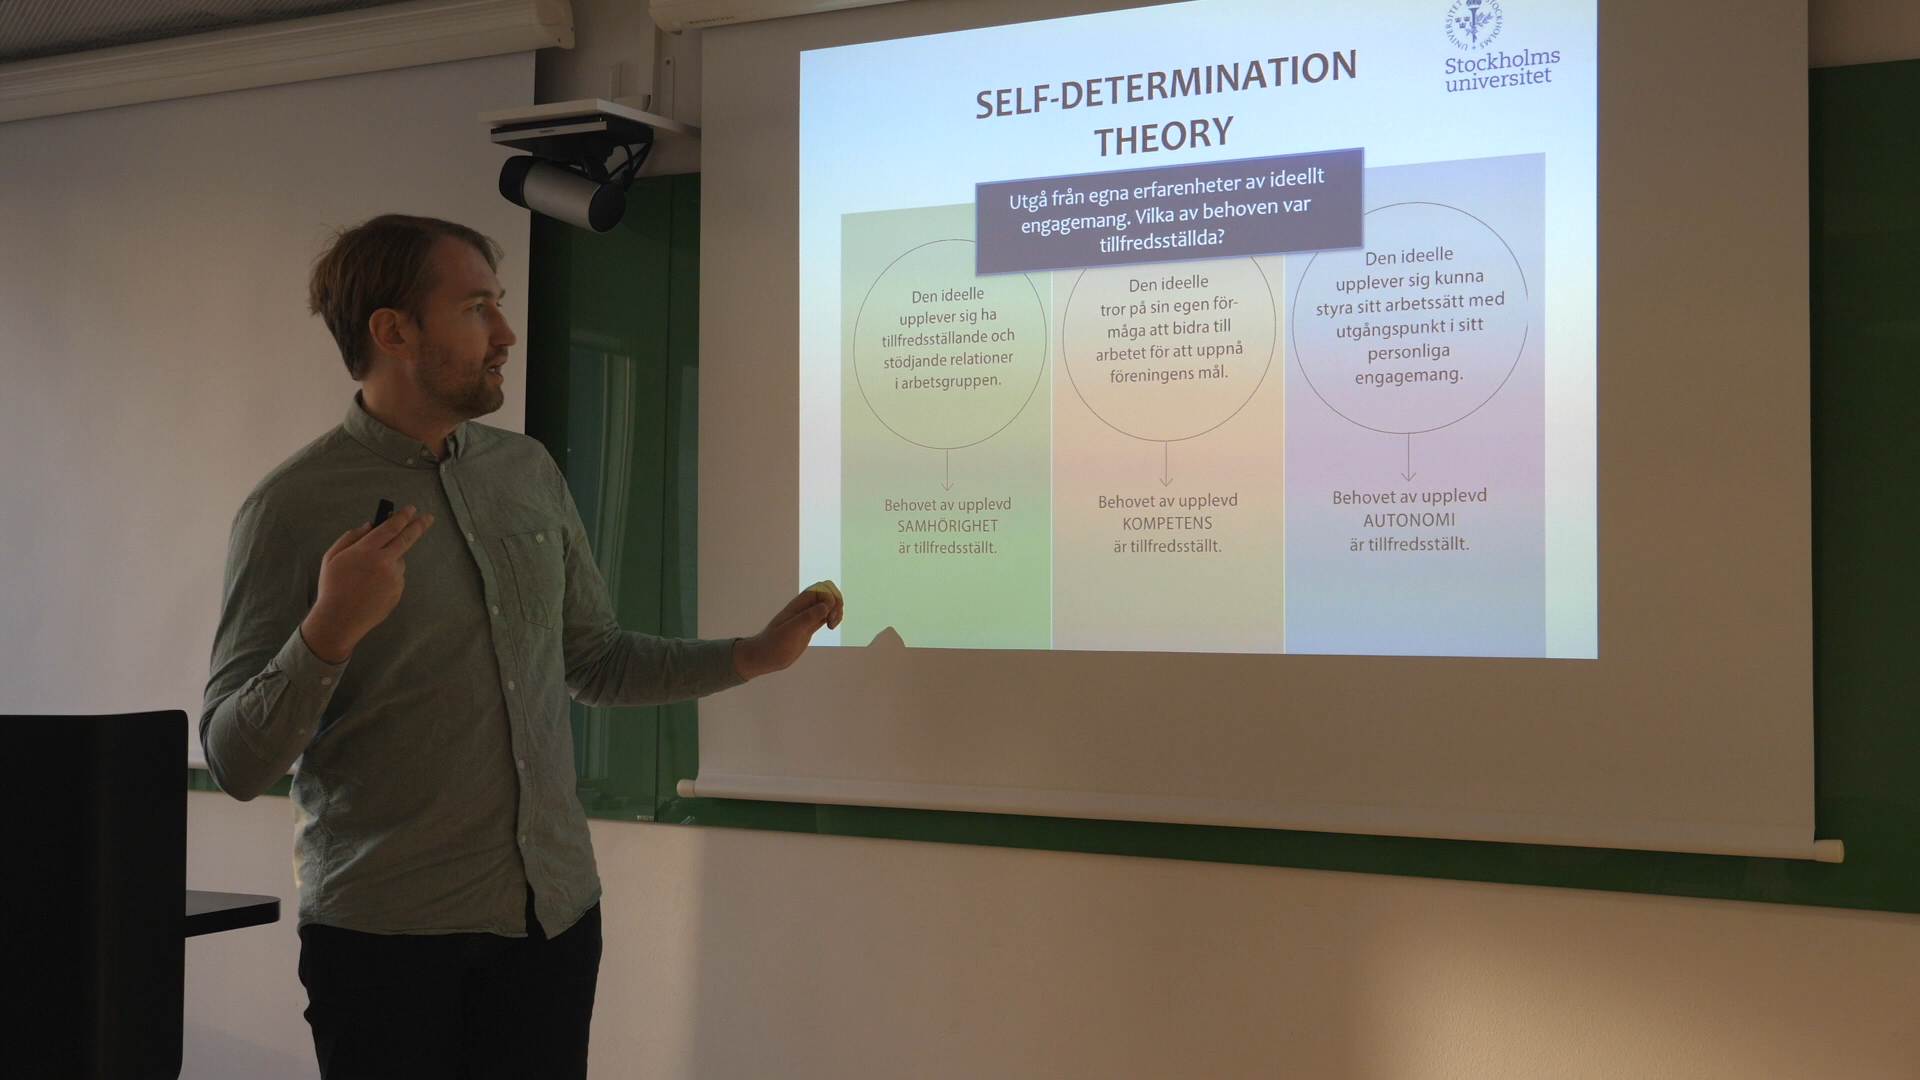 UNIVERSITET
STOCKHOLMS
Stockholms
universitet
SELF-DETERMINATION
THEORY
Utgå från egna erfarenheter av ideellt
engagemang. Vilka av behoven var
tillfredsställda?
Den ideelle
upplever sig ha
tillfredsställande och
stödjande relationer
i arbetsgruppen.
Behovet av upplevd
SAMHÖRIGHET
är tillfredsställt.
Den ideelle
tror på sin egen för-
måga att bidra till
arbetet för att uppnå
föreningens mål.
Behovet av upplevd
KOMPETENS
är tillfredsställt.
Den ideelle
upplever sig kunna
styra sitt arbetssätt med
utgångspunkt i sitt
personliga
engagemang.
Behovet av upplevd
AUTONOMI
är tillfredsställt.